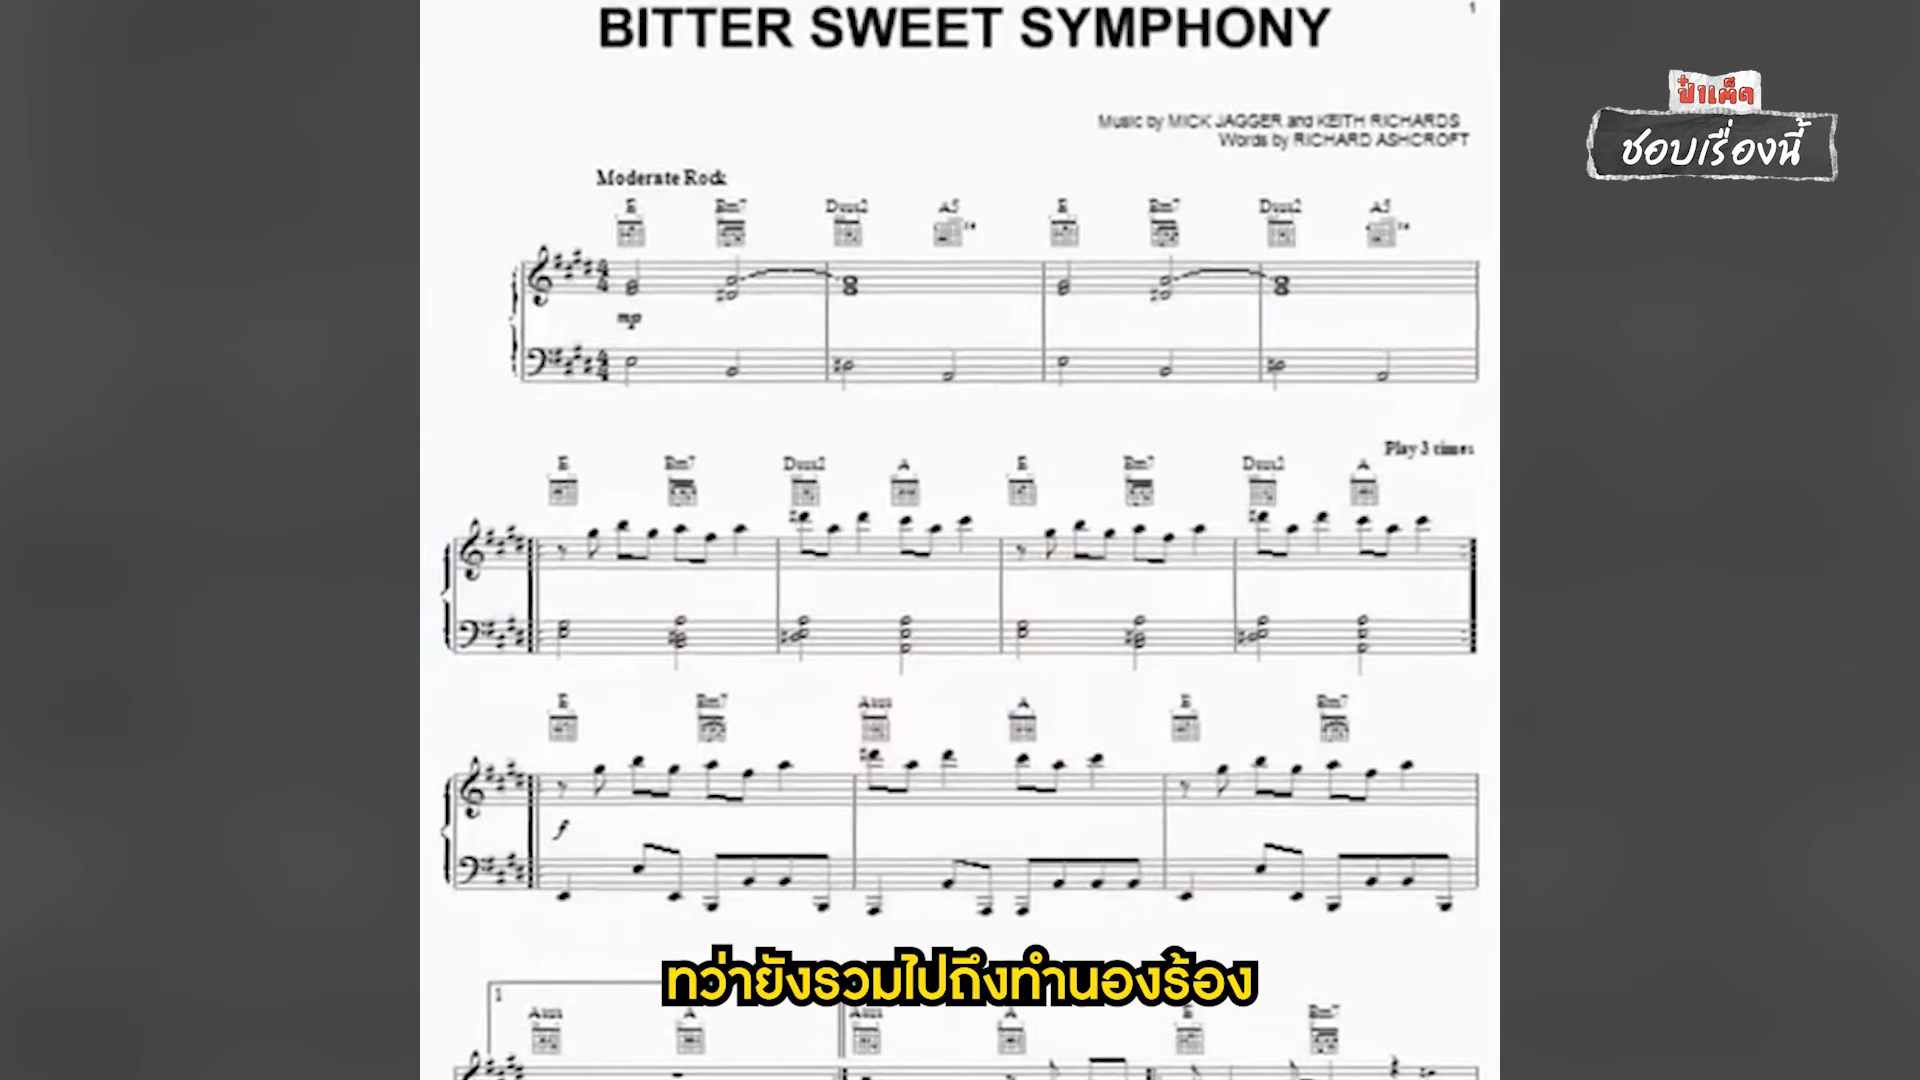 BITTER SWEET SYMPHONY
1
ป๋าเต็ด
ชอบเรื่องนี้
Music by MICK JAGGER and KEITH RICHARDS
Words by RICHARD ASHCROFT
Moderate Rock
E Bm7 Dsus2 A5 E Bm7 Dsus2 A5
mp
Play 3 times
E Bm7 Dsus2 A E Bm7 Dsus2 A
E Bm7 Asus A E Bm7
f
ทว่ายังรวมไปถึงทำนองร้อง
1
Asus A Asus A E Bm7